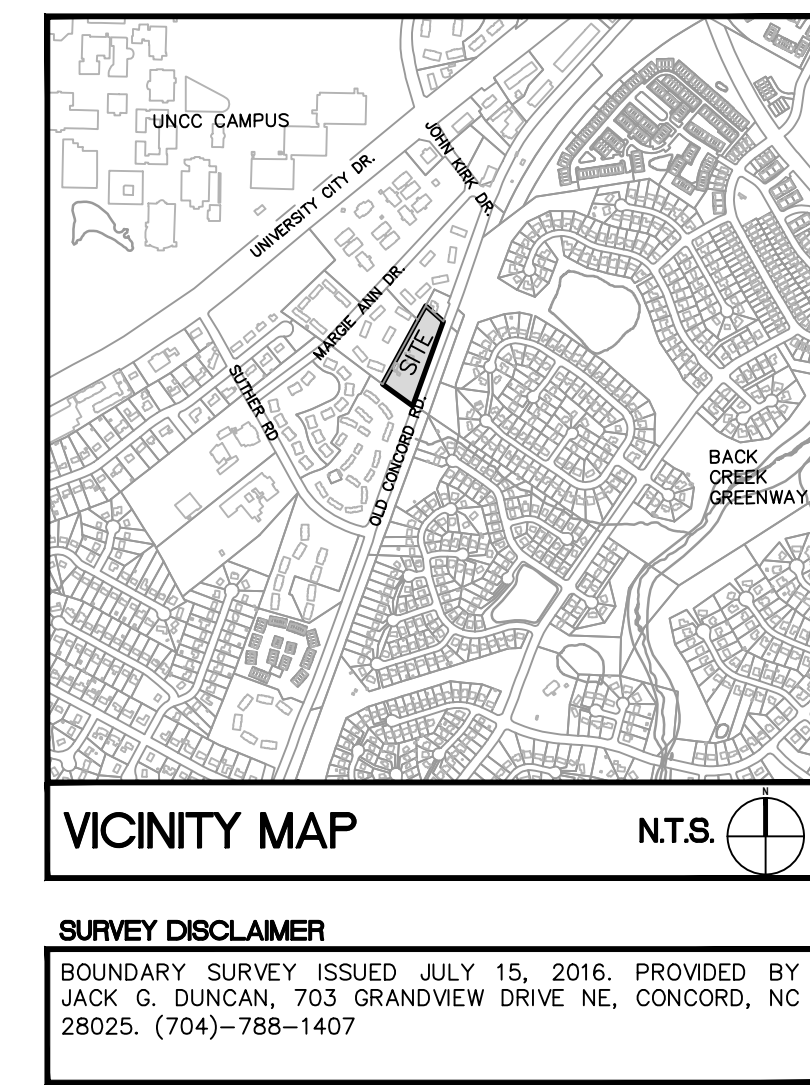 UNCC CAMPUS
JOHN KIRK DR.
UNIVERSITY CITY DR.
MARGIE ANN DR.
SITE
SUTHER RD
OLD CONCORD RD.
BACK
CREEK
GREENWAY
VICINITY MAP
N.T.S.
N
SURVEY DISCLAIMER
BOUNDARY SURVEY ISSUED JULY 15, 2016. PROVIDED BY
JACK G. DUNCAN, 703 GRANDVIEW DRIVE NE, CONCORD, NC
28025. (704)–788–1407